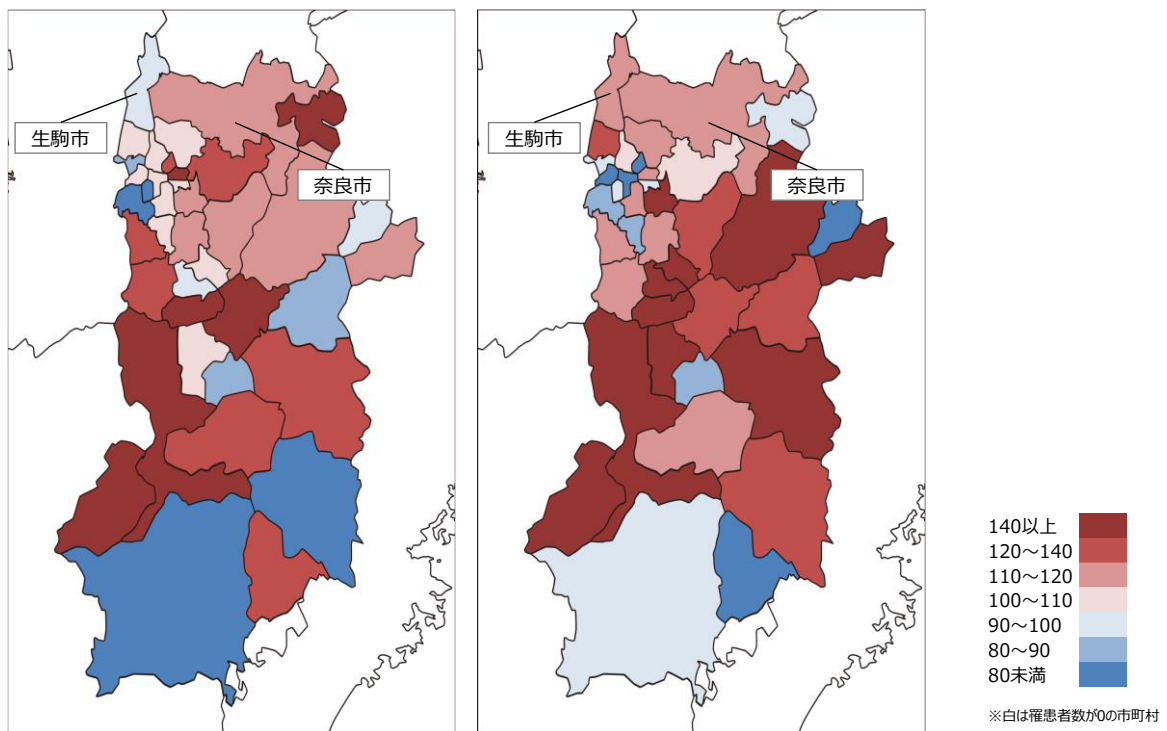 生駒市
奈良市
生駒市
奈良市
140以上
120～140
110～120
100～110
90～100
80～90
80未満
※白は罹患者数が0の市町村